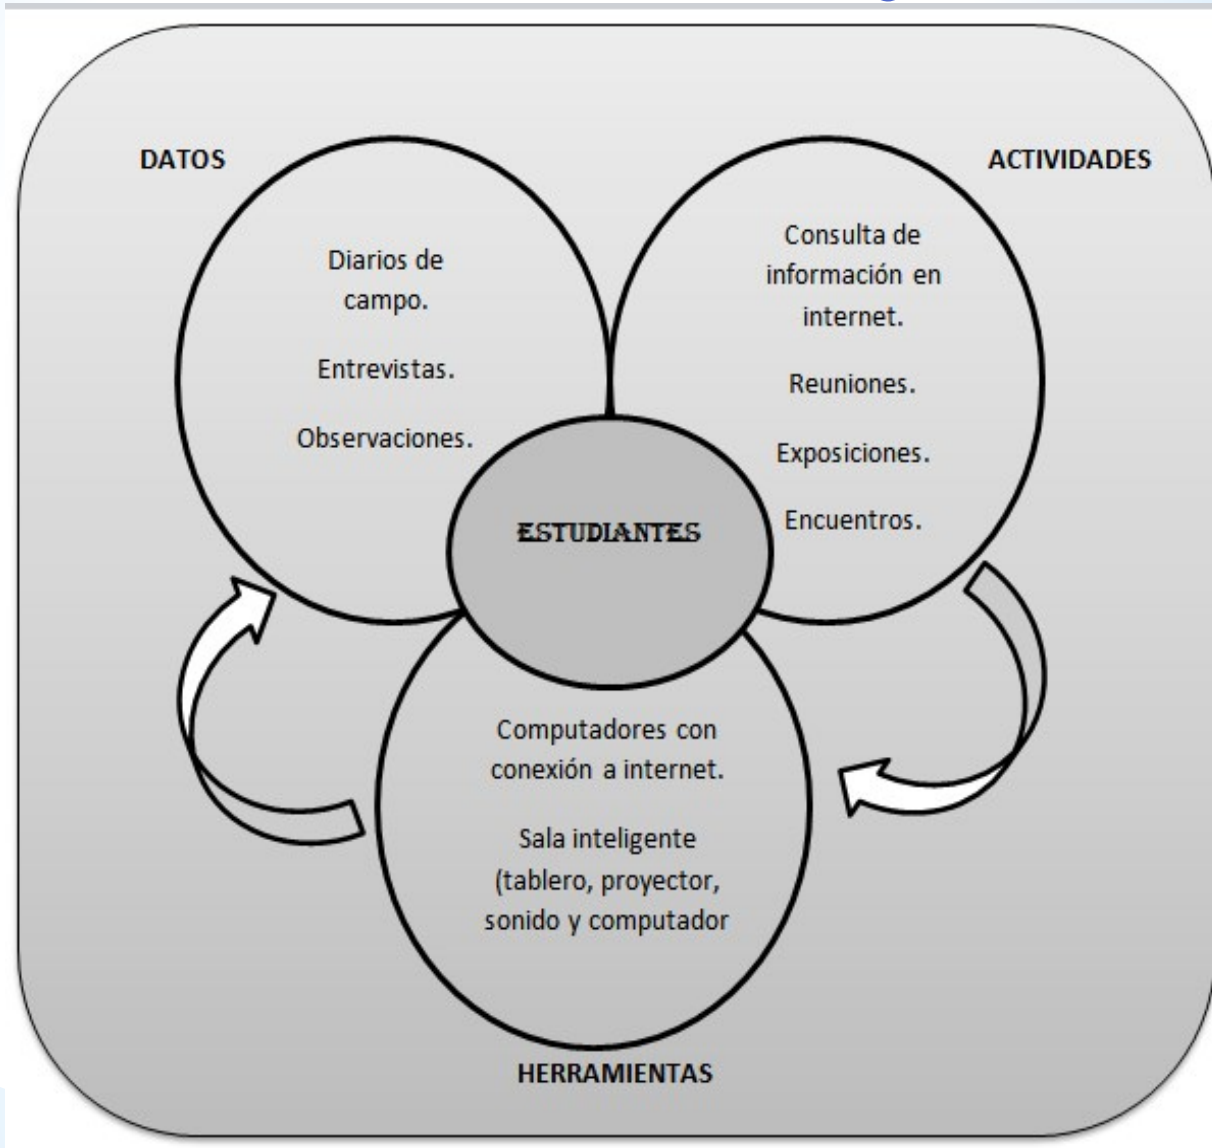 DATOS
Diarios de
campo.
Entrevistas.
Observaciones.
ACTIVIDADES
Consulta de
información en
internet.
Reuniones.
Exposiciones.
Encuentros.
ESTUDIANTES
Computadores con
conexión a internet.
Sala inteligente
(tablero, proyector,
sonido y computador
HERRAMIENTAS